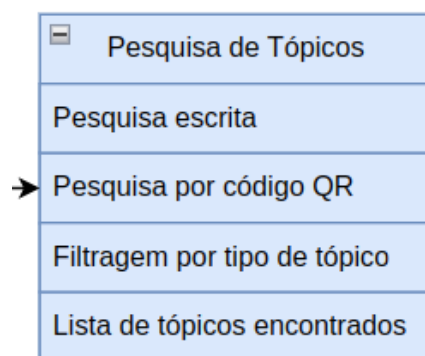 Pesquisa de Tópicos
Pesquisa escrita
Pesquisa por código QR
Filtragem por tipo de tópico
Lista de tópicos encontrados